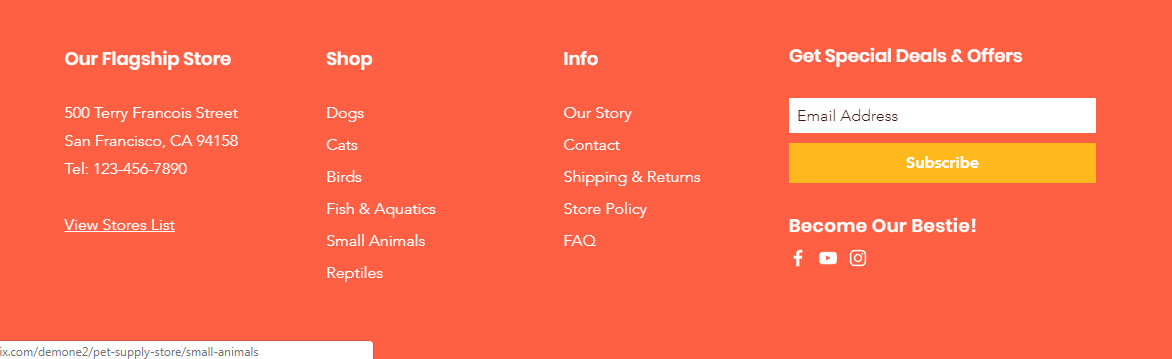 Our Flagship Store
500 Terry Francois Street
San Francisco, CA 94158
Tel: 123-456-7890
View Stores List
Shop
Dogs
Cats
Birds
Fish & Aquatics
Small Animals
Reptiles
Info
Our Story
Contact
Shipping & Returns
Store Policy
FAQ
Get Special Deals & Offers
Email Address
Subscribe
Become Our Bestie!
ix.com/demone2/pet-supply-store/small-animals